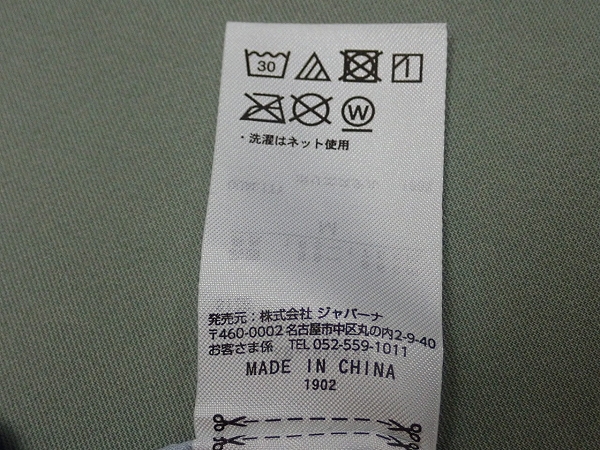 30
W
・洗濯はネット使用
発売元：株式会社 ジャパーナ
〒460-0002 名古屋市中区丸の内2-9-40
お客さま係 TEL 052-559-1011
MADE IN CHINA
1902